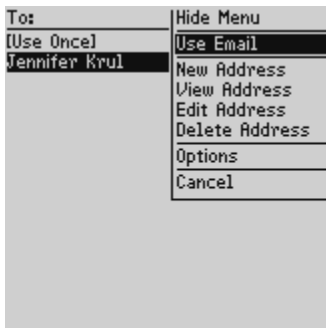 To:
[Use Once]
Jennifer Krul
Hide Menu
Use Email
New Address
View Address
Edit Address
Delete Address
Options
Cancel